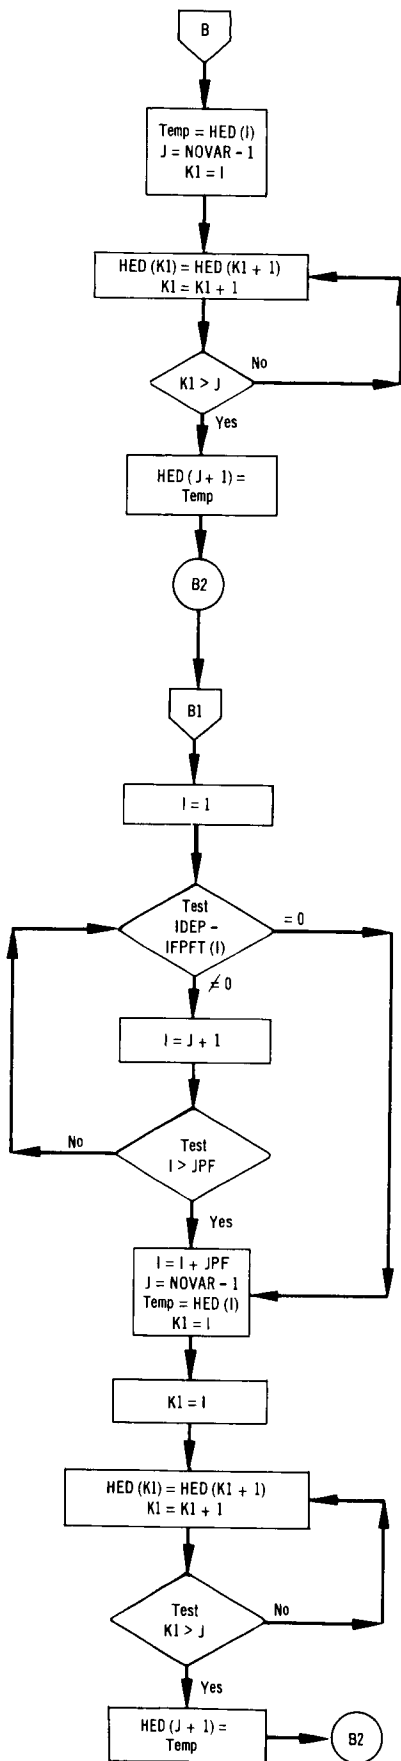 B
Temp = HED (I)
J = NOVAR - 1
K1 = I
HED (K1) = HED (K1 + 1)
K1 = K1 + 1
No
K1 > J
Yes
HED (J + 1) =
Temp
B2
B1
I = 1
Test
IDEP -
IFPFT (I)
= 0
≠ 0
I = J + 1
No
Test
I > JPF
Yes
I = I + JPF
J = NOVAR - 1
Temp = HED (I)
K1 = I
K1 = I
HED (K1) = HED (K1 + 1)
K1 = K1 + 1
Test
K1 > J
No
Yes
HED (J + 1) =
Temp
B2